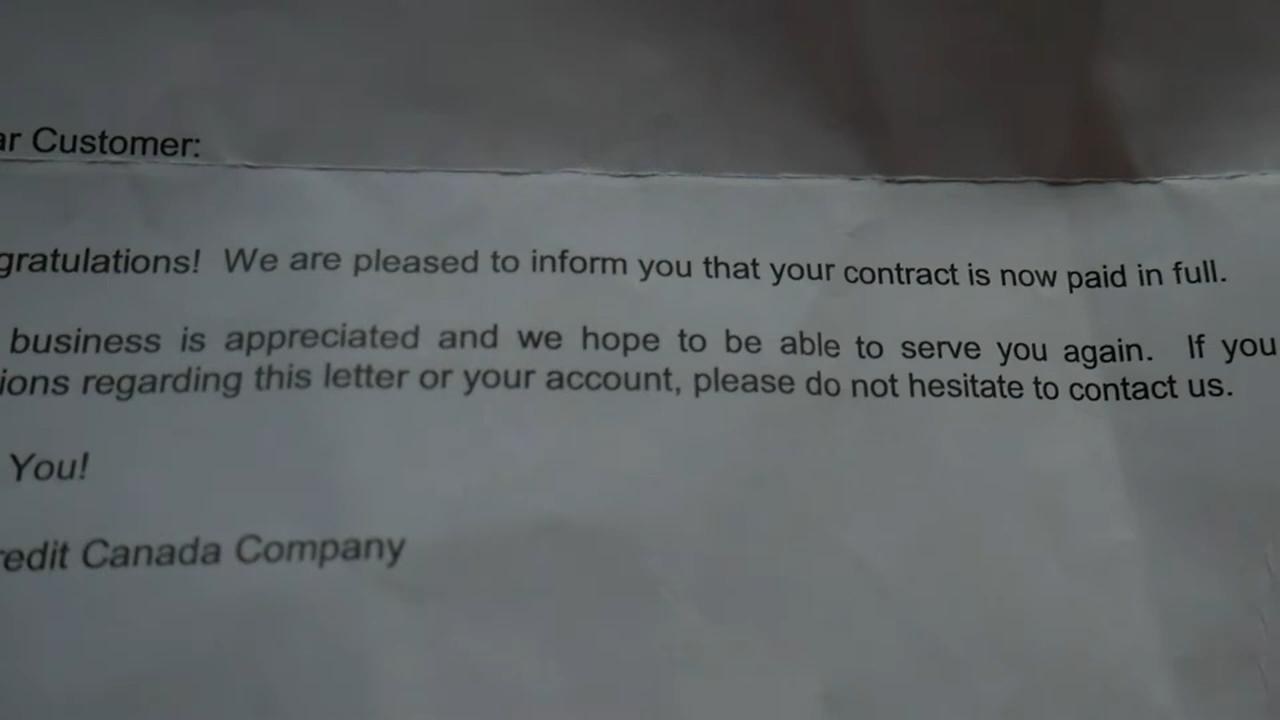 ar Customer:
gratulations! We are pleased to inform you that your contract is now paid in full.
business is appreciated and we hope to be able to serve you again. If you
ions regarding this letter or your account, please do not hesitate to contact us.
You!
redit Canada Company